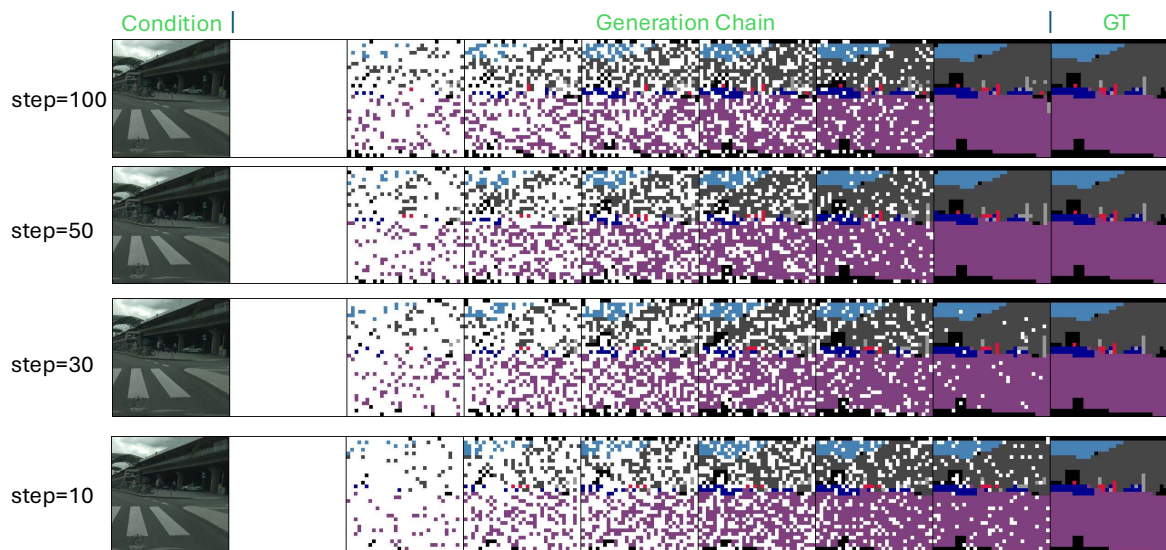 Condition | Generation Chain | GT
step=100
step=50
step=30
step=10